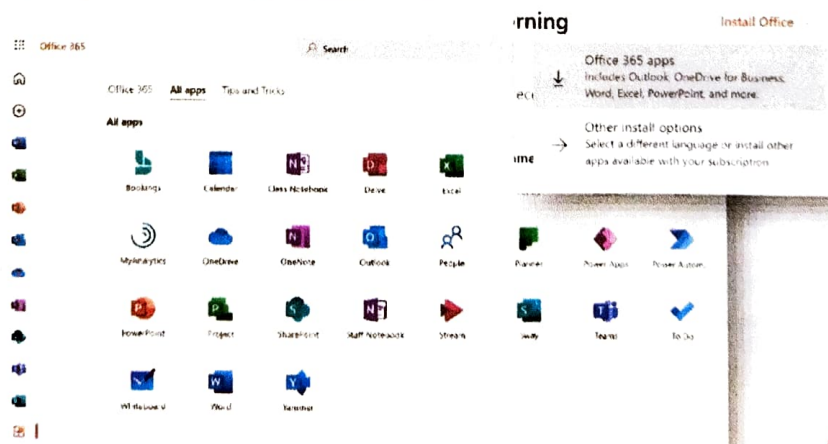 rning
Install Office
Office 365
Search
Office 365 apps
Includes Outlook, OneDrive for Business,
Word, Excel, PowerPoint, and more.
Office 365 All apps Tips and Tricks
All apps
Other install options
Select a different language or install other
apps available with your subscription
Bookings Calendar Class Notebook Delve Excel
MyAnalytics OneDrive OneNote Outlook People Planner Power Apps Power Autom...
PowerPoint Project SharePoint Staff Notebook Stream Sway Teams To Do
Whiteboard Word Yammer